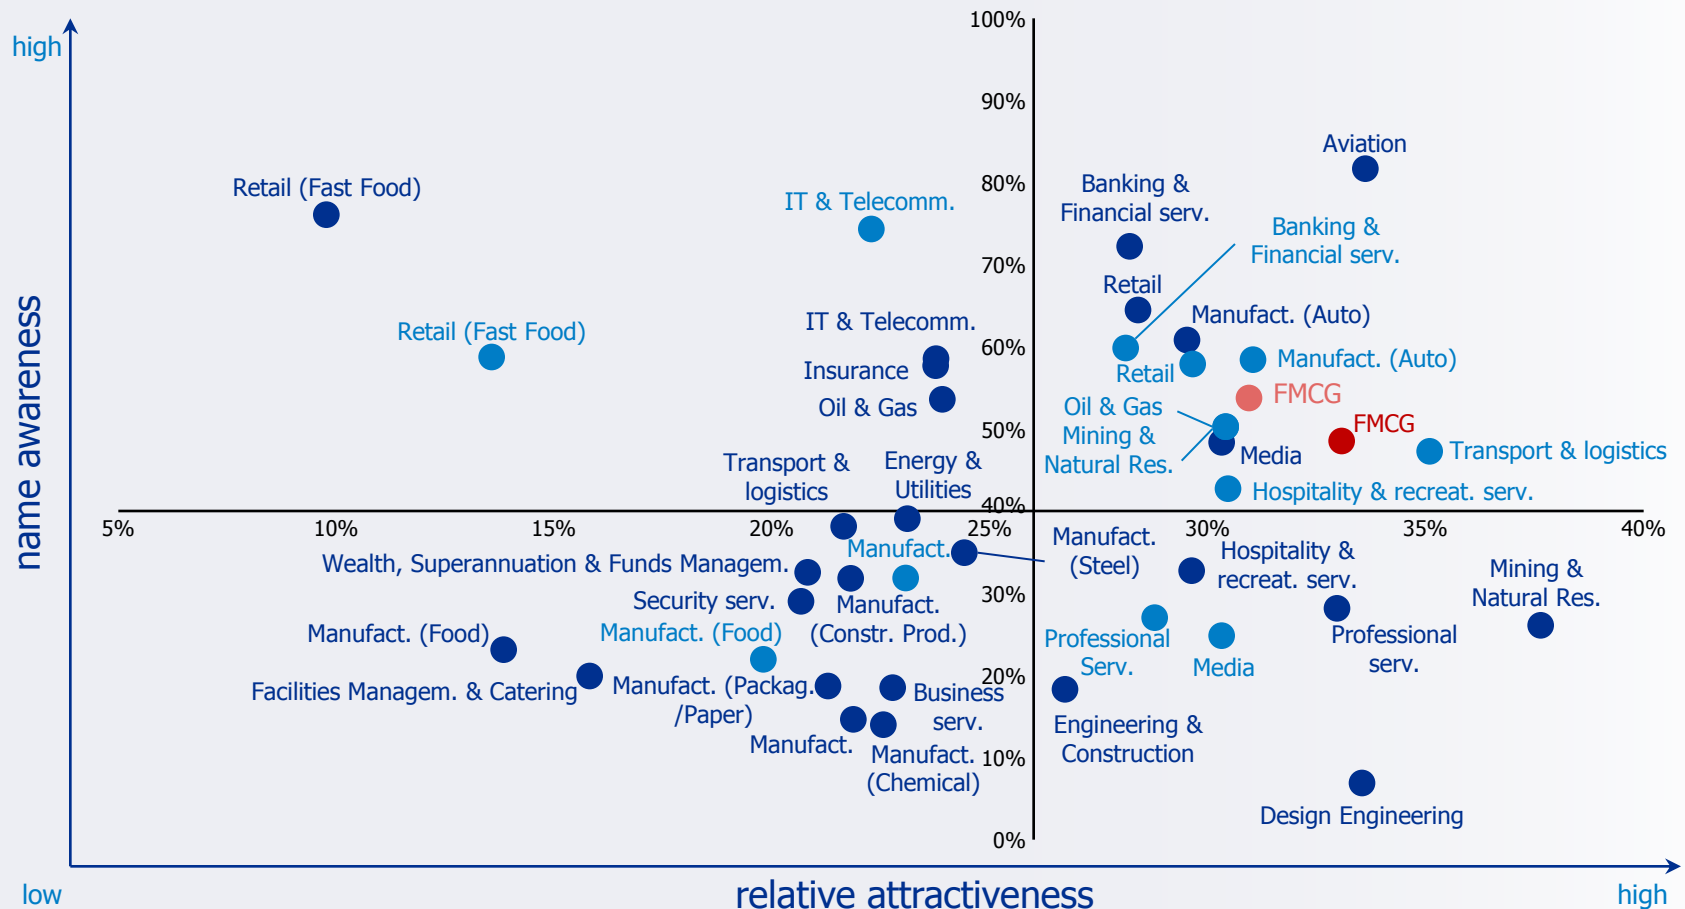 100%
high
90%
Aviation
80%
Banking &
Financial serv.
Retail (Fast Food)
IT & Telecomm.
Banking &
Financial serv.
70%
Retail
Manufact. (Auto)
IT & Telecomm.
Retail (Fast Food)
60%
Manufact. (Auto)
Insurance
Retail
FMCG
Oil & Gas
Oil & Gas
Mining &
Natural Res.
50%
FMCG
Media
Transport & logistics
Transport &
logistics
Energy &
Utilities
Hospitality & recreat. serv.
name awareness
40%
5%
10%
15%
20%
25%
30%
35%
40%
Manufact.
Manufact.
(Steel)
Hospitality &
recreat. serv.
Wealth, Superannuation & Funds Managem.
Mining &
Natural Res.
30%
Security serv.
Manufact.
(Constr. Prod.)
Manufact. (Food)
Manufact. (Food)
Professional
Serv.
Media
Professional
serv.
20%
Facilities Managem. & Catering
Manufact. (Packag.
/Paper)
Business
serv.
Manufact.
Engineering &
Construction
10%
Manufact.
(Chemical)
Design Engineering
0%
low
relative attractiveness
high